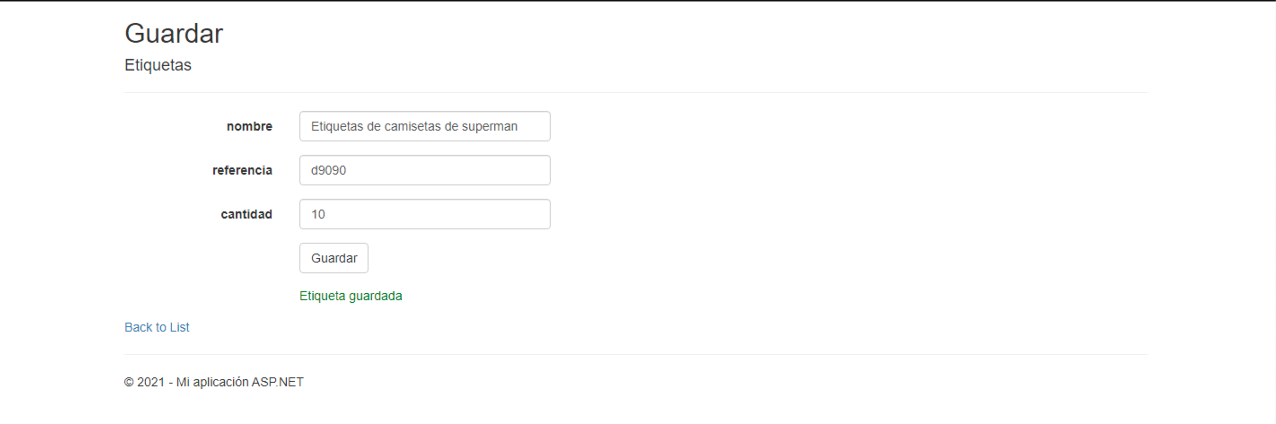 Guardar
Etiquetas
nombre Etiquetas de camisetas de superman
referencia d9090
cantidad 10
Guardar
Etiqueta guardada
Back to List
© 2021 - Mi aplicación ASP.NET